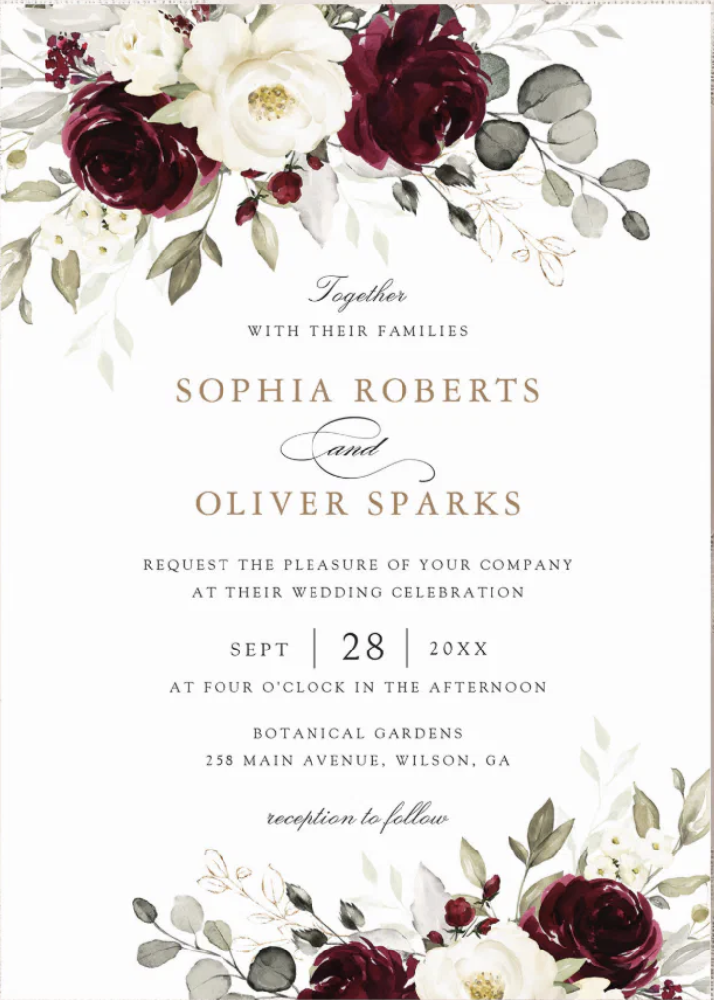 Together
WITH THEIR FAMILIES
SOPHIA ROBERTS
and
OLIVER SPARKS
REQUEST THE PLEASURE OF YOUR COMPANY
AT THEIR WEDDING CELEBRATION
SEPT | 28 | 20XX
AT FOUR O'CLOCK IN THE AFTERNOON
BOTANICAL GARDENS
258 MAIN AVENUE, WILSON, GA
reception to follow